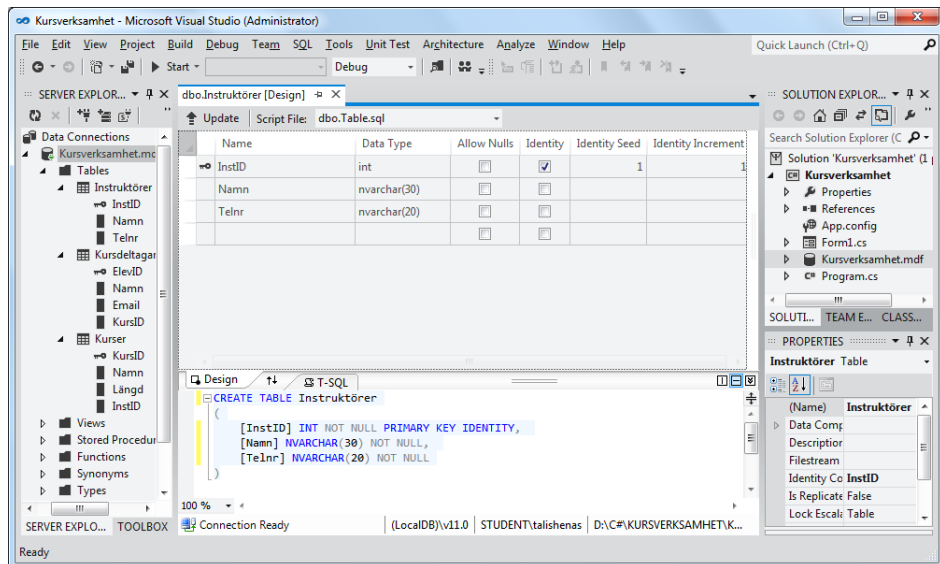 Kursverksamhet - Microsoft Visual Studio (Administrator)
File Edit View Project Build Debug Team SQL Tools Unit Test Architecture Analyze Window Help
Quick Launch (Ctrl+Q)
Start Debug
SERVER EXPLOR...
Data Connections
Kursverksamhet.mc
Tables
Instruktörer
InstID
Namn
Telnr
Kursdeltagar
ElevID
Namn
Email
KursID
Kurser
KursID
Namn
Längd
InstID
Views
Stored Procedur
Functions
Synonyms
Types
SERVER EXPLO... TOOLBOX
dbo.Instruktörer [Design]
Update Script File: dbo.Table.sql
Name Data Type Allow Nulls Identity Identity Seed Identity Increment
InstID int 1 1
Namn nvarchar(30)
Telnr nvarchar(20)
Design T-SQL
CREATE TABLE Instruktörer
(
[InstID] INT NOT NULL PRIMARY KEY IDENTITY,
[Namn] NVARCHAR(30) NOT NULL,
[Telnr] NVARCHAR(20) NOT NULL
)
100 %
Connection Ready (LocalDB)\v11.0 STUDENT\talishenas D:\C#\KURSVERKSAMHET\K...
SOLUTION EXPLOR...
Search Solution Explorer (C
Solution 'Kursverksamhet' (1
Kursverksamhet
Properties
References
App.config
Form1.cs
Kursverksamhet.mdf
Program.cs
SOLUTI... TEAM E... CLASS...
PROPERTIES
Instruktörer Table
(Name) Instruktörer
Data Comp
Description
Filestream
Identity Co InstID
Is Replicate False
Lock Escala Table
Ready